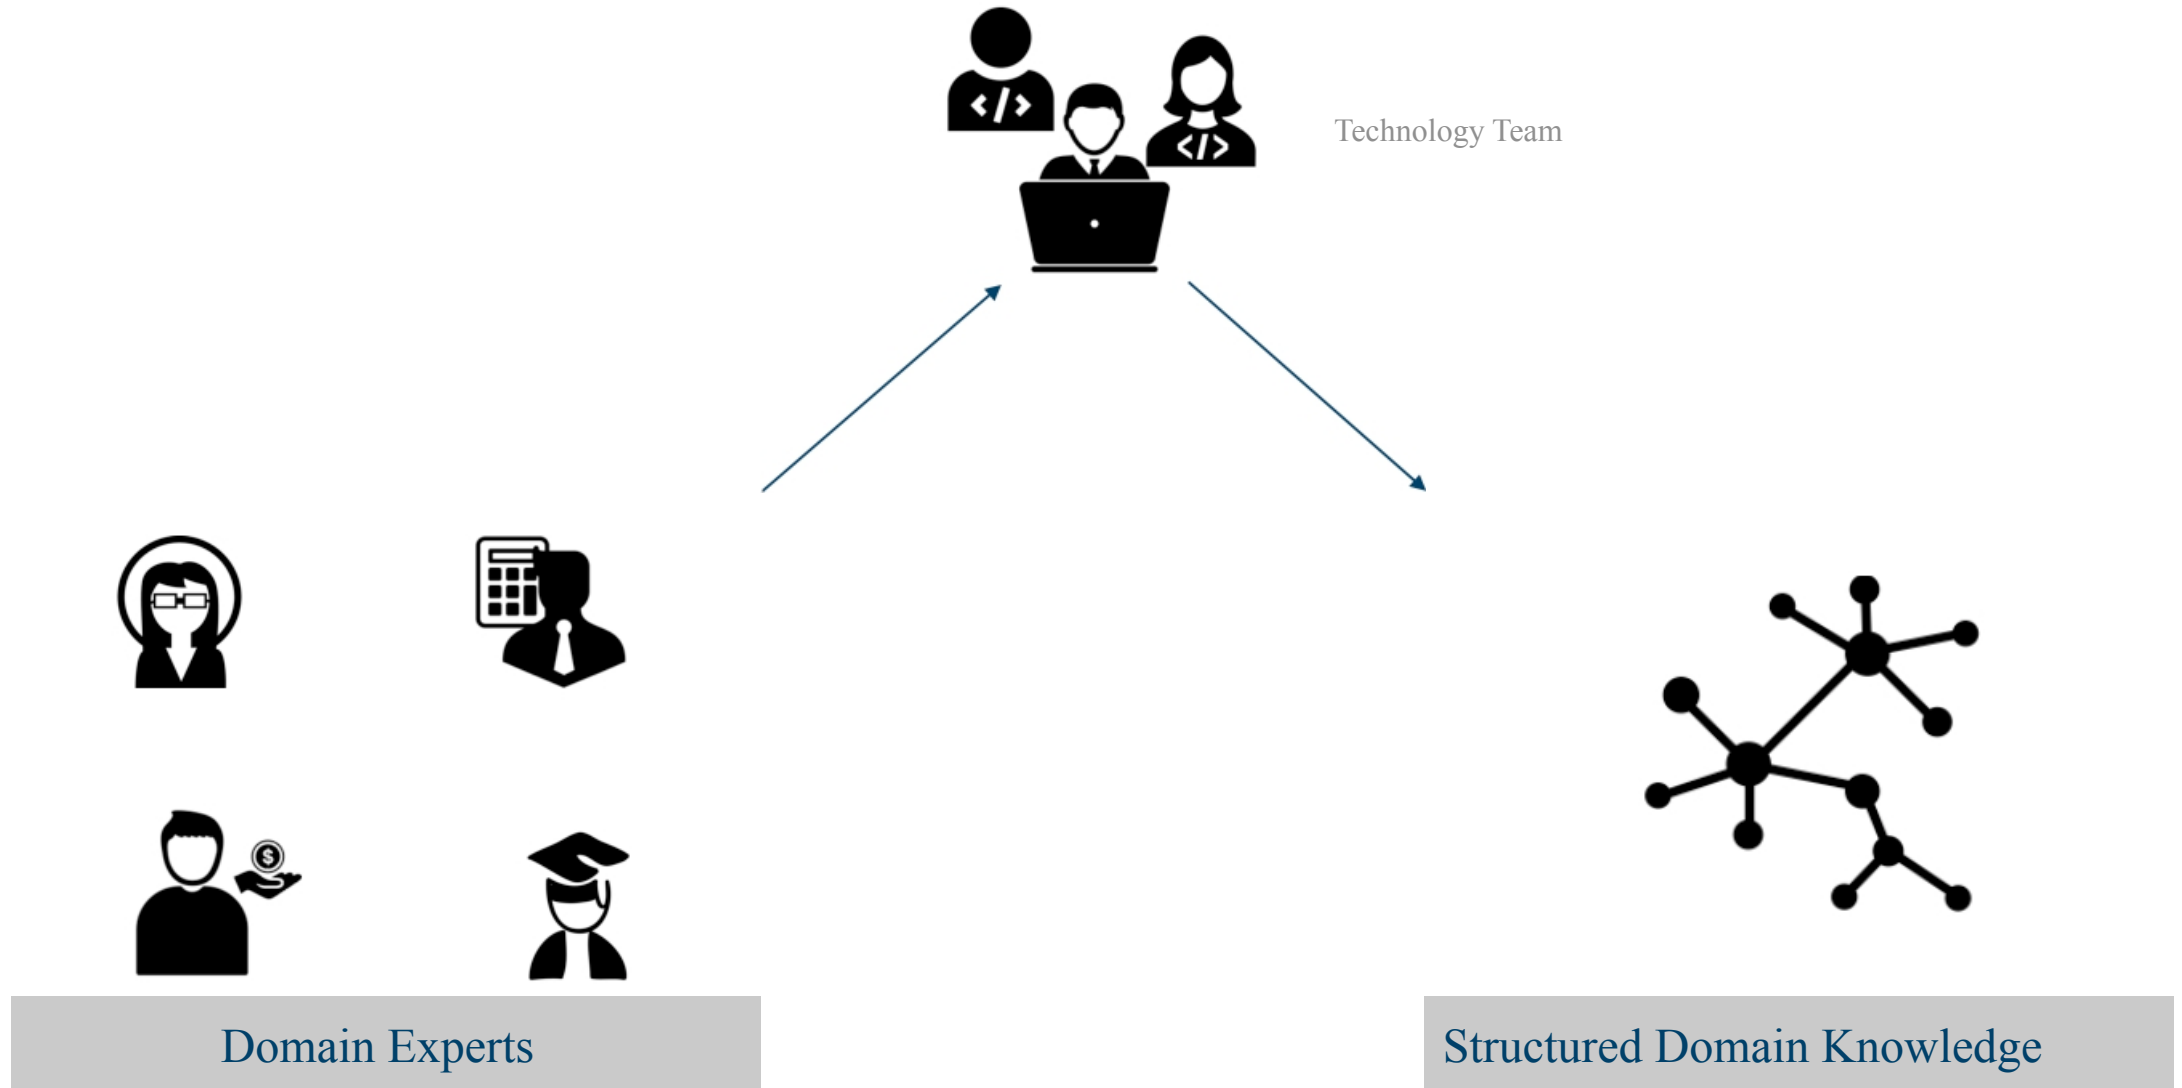 </>
</>
Technology Team
$
Domain Experts
Structured Domain Knowledge